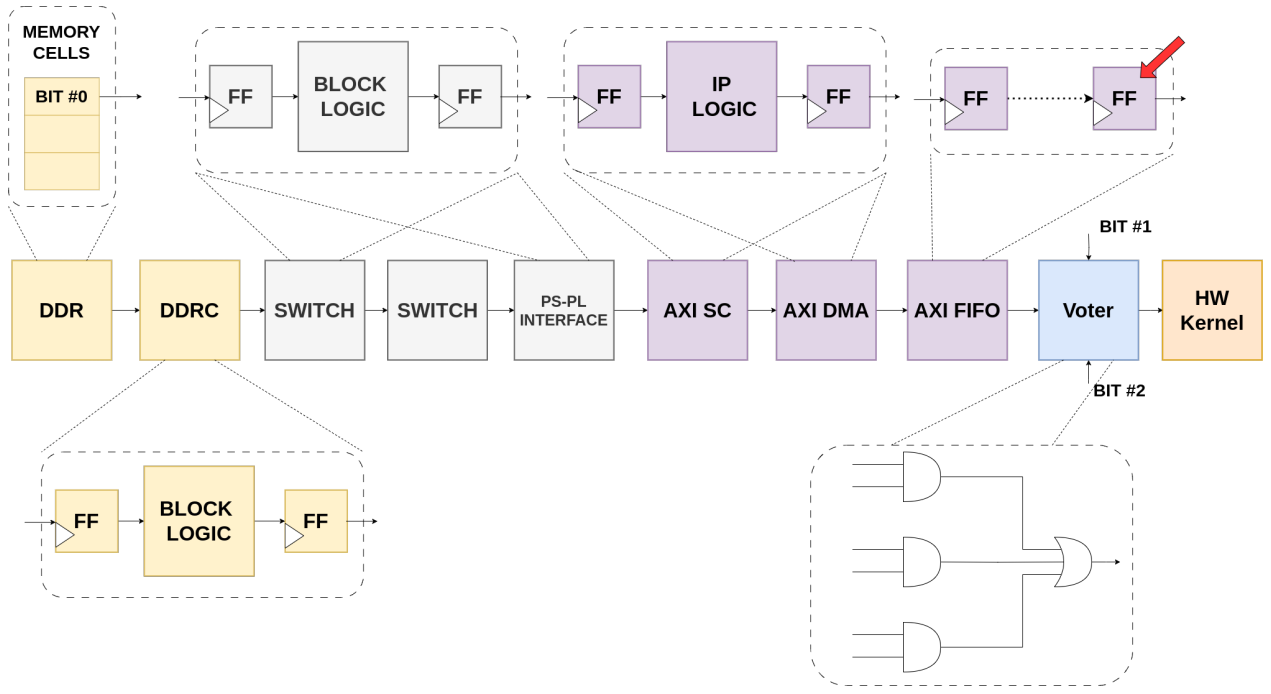 MEMORY
CELLS
BIT #0
FF
BLOCK
LOGIC
FF
FF
IP
LOGIC
FF
FF
FF
BIT #1
DDR
DDRC
SWITCH
SWITCH
PS-PL
INTERFACE
AXI SC
AXI DMA
AXI FIFO
Voter
HW
Kernel
BIT #2
FF
BLOCK
LOGIC
FF